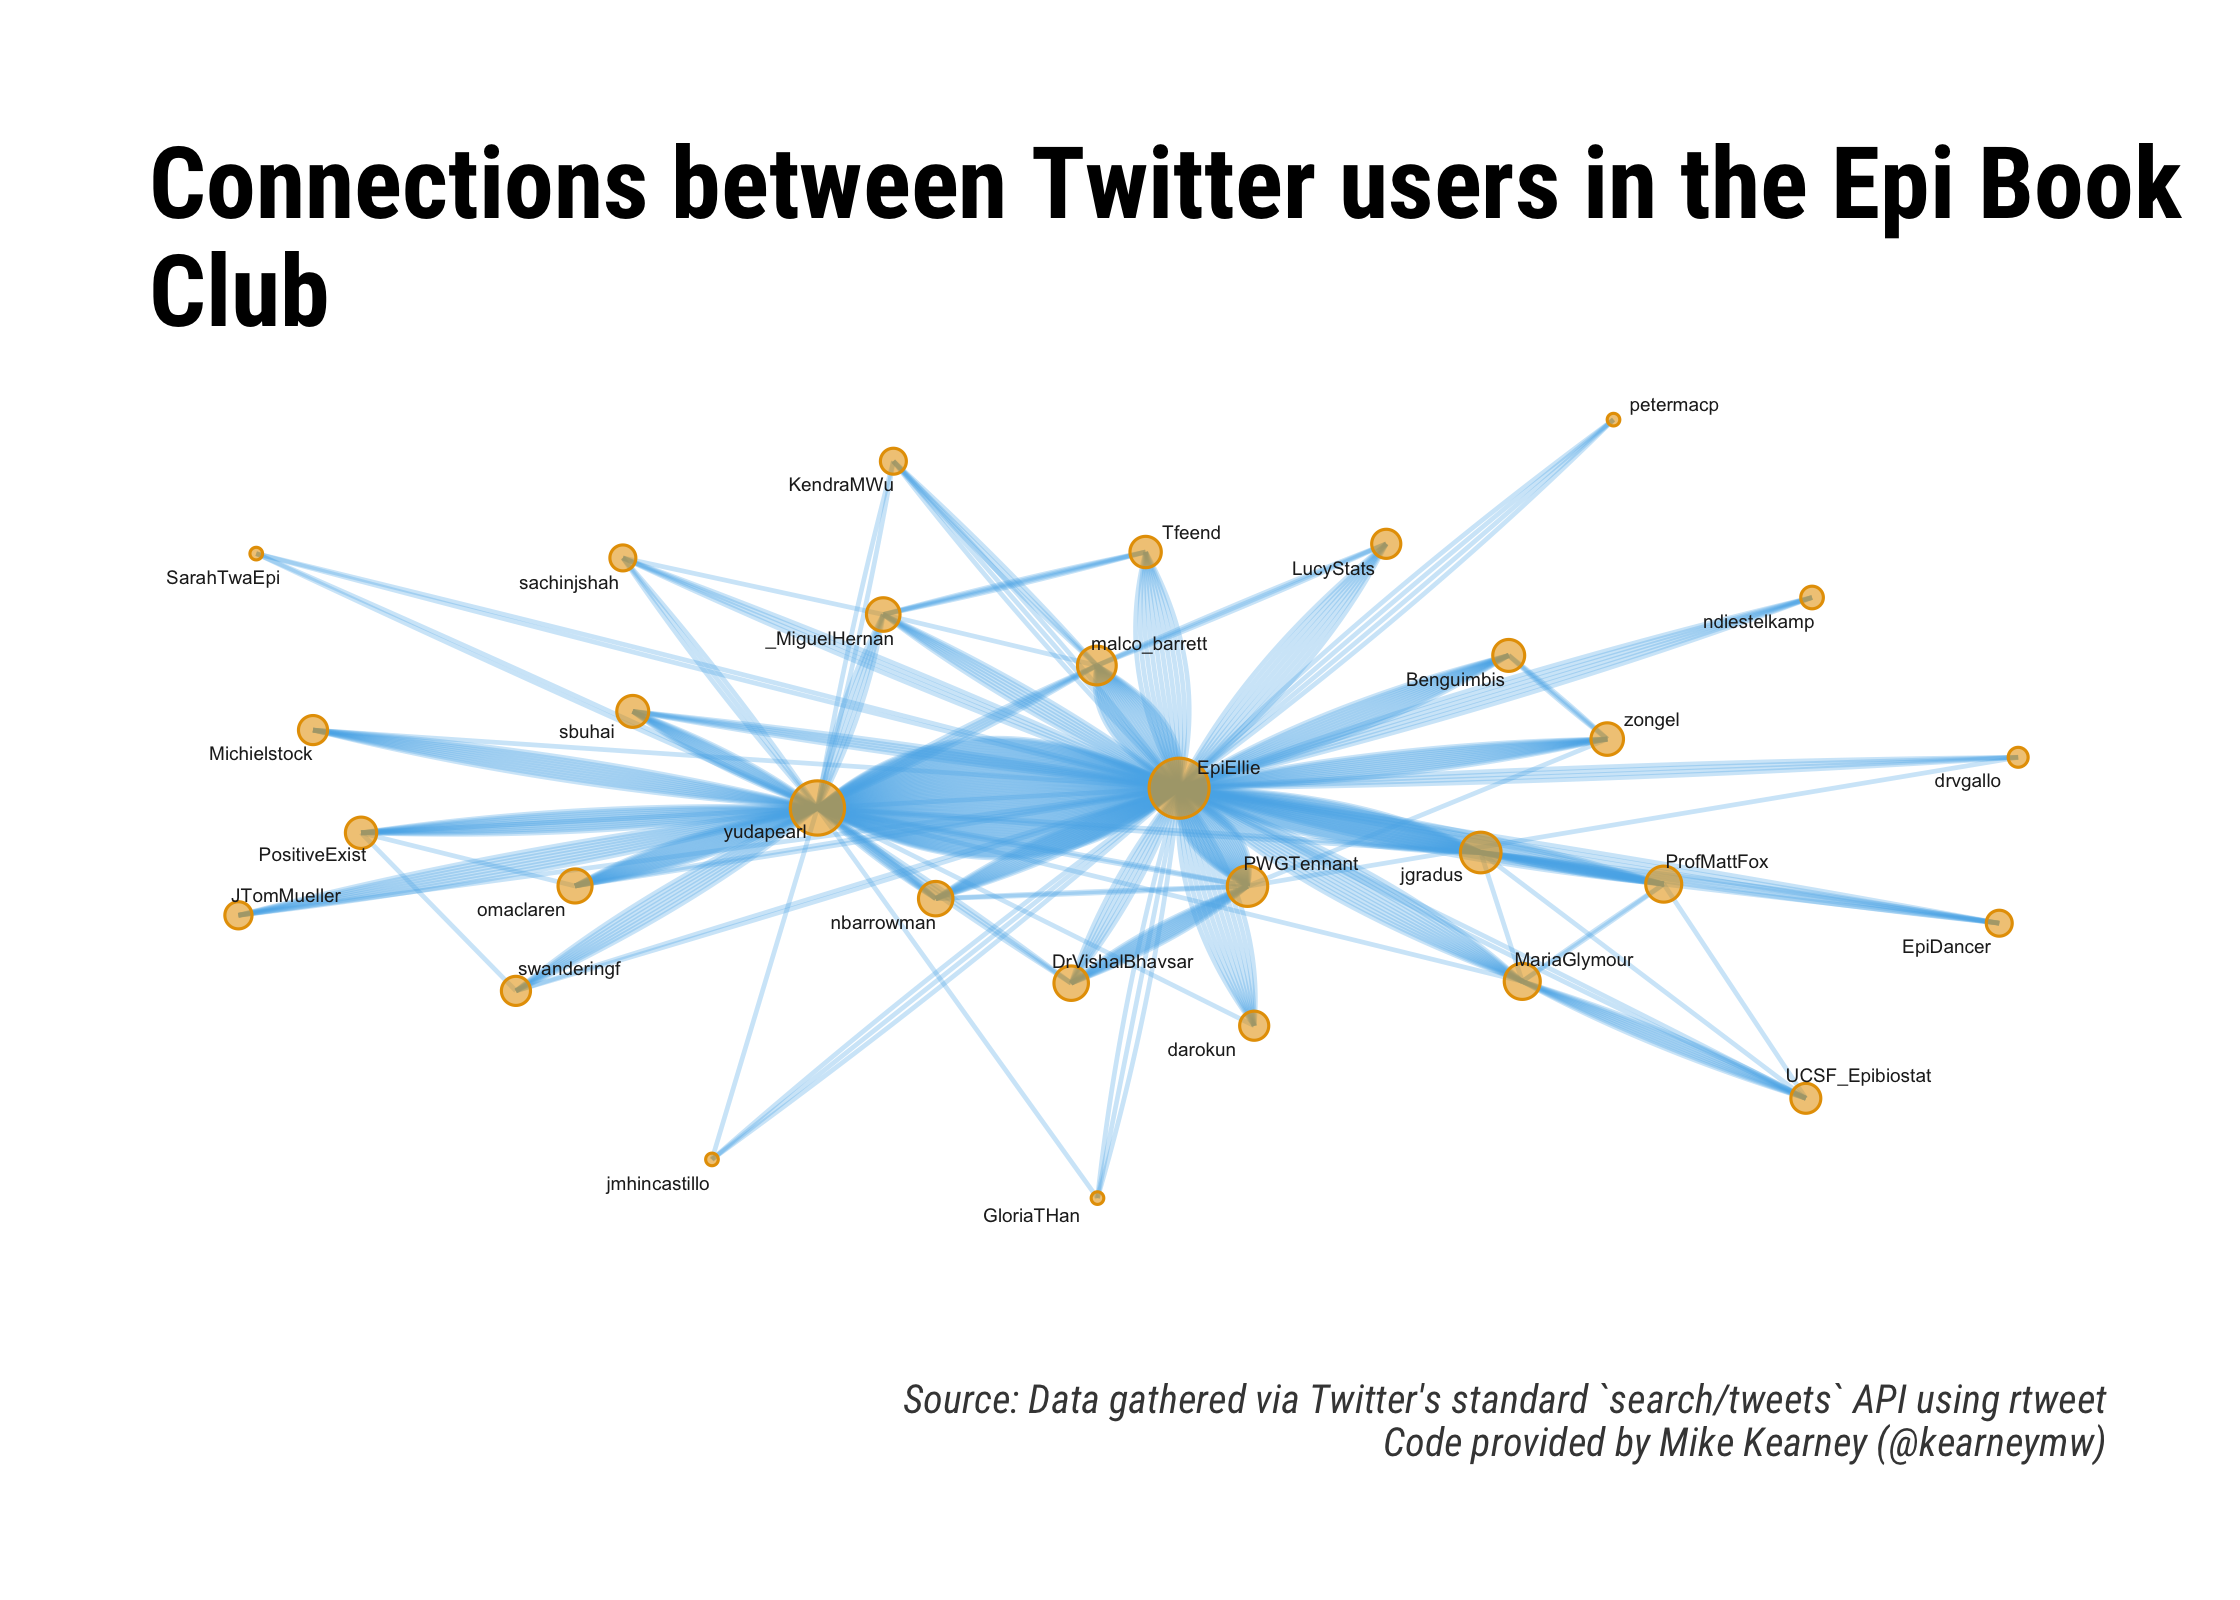 Connections between Twitter users in the Epi Book
Club
petermacp
KendraMWu
Tfeend
LucyStats
SarahTwaEpi
sachinjshah
ndiestelkamp
_MiguelHernan
malco_barrett
Benguimbis
zongel
sbuhai
Michielstock
EpiEllie
drvgallo
yudapearl
PositiveExist
PWGTennant
ProfMattFox
jgradus
JTomMueller
omaclaren
nbarrowman
EpiDancer
swanderingf
DrVishalBhavsar
MariaGlymour
darokun
UCSF_Epibiostat
jmhincastillo
GloriaTHan
Source: Data gathered via Twitter's standard `search/tweets` API using rtweet
Code provided by Mike Kearney (@kearneymw)